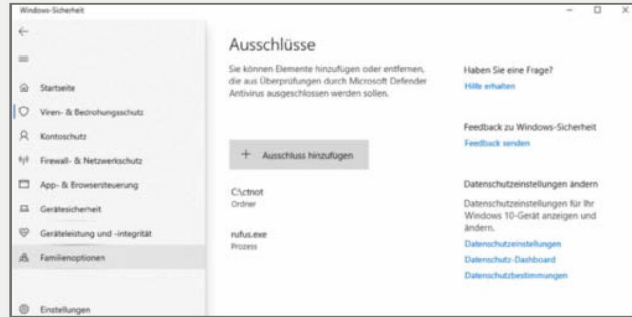 Windows-Sicherheit
Startseite
Viren- & Bedrohungsschutz
Kontoschutz
Firewall- & Netzwerkschutz
App- & Browsersteuerung
Gerätesicherheit
Geräteleistung und -integrität
Familienoptionen
Einstellungen
Ausschlüsse
Sie können Elemente hinzufügen oder entfernen,
die aus Überprüfungen durch Microsoft Defender
Antivirus ausgeschlossen werden sollen.
Ausschluss hinzufügen
C:\ctnot
Ordner
rufus.exe
Prozess
Haben Sie eine Frage?
Hilfe erhalten
Feedback zu Windows-Sicherheit
Feedback senden
Datenschutzeinstellungen ändern
Datenschutzeinstellungen für Ihr
Windows 10-Gerät anzeigen und
ändern.
Datenschutzeinstellungen
Datenschutz-Dashboard
Datenschutzbestimmungen